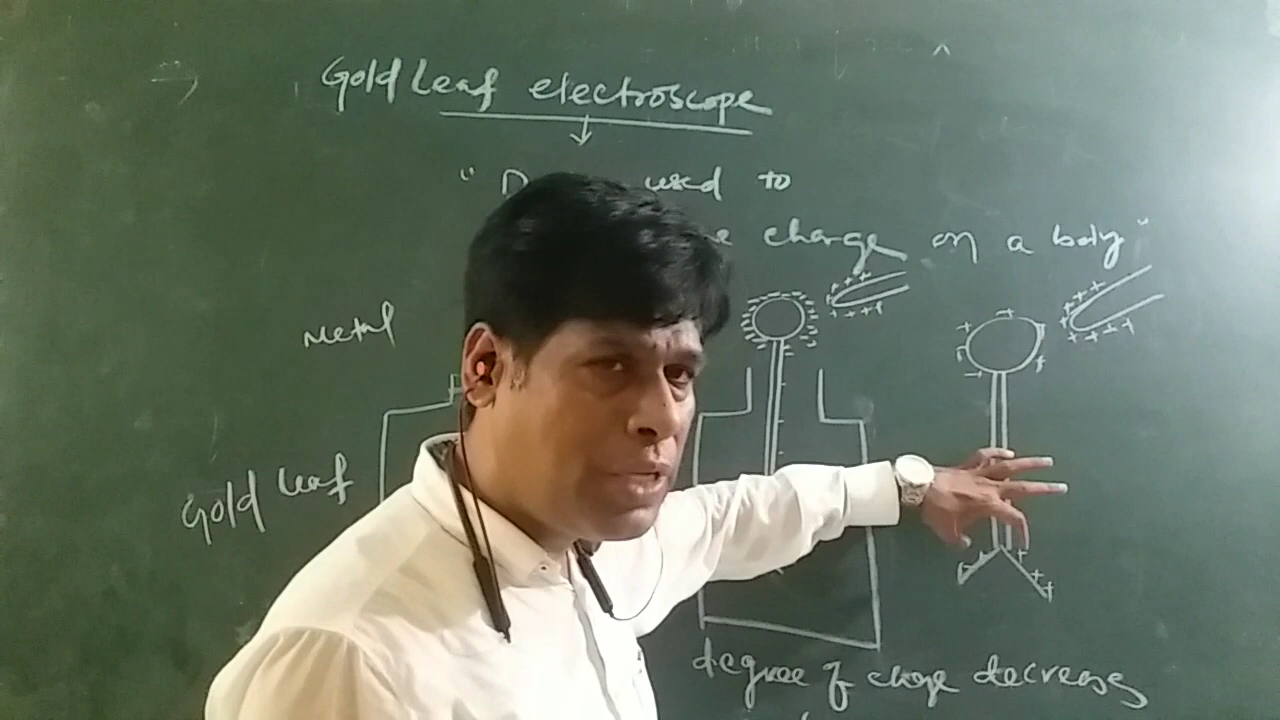 Gold Leaf electroscope
" D used to
charge on a body"
Metal
Gold leaf
degree of charge decreases